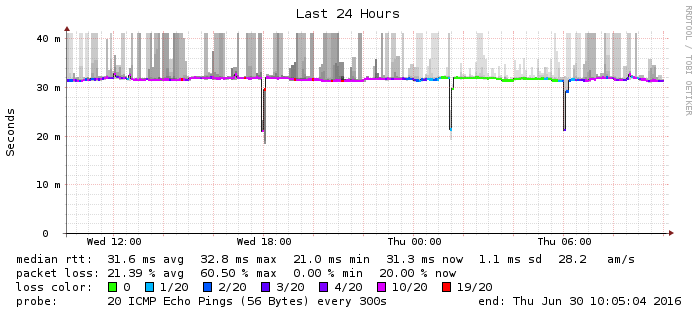 Last 24 Hours
RRDTOOL / TOBI OETIKER
Seconds
40 m
30 m
20 m
10 m
0
Wed 12:00 Wed 18:00 Thu 00:00 Thu 06:00
median rtt: 31.6 ms avg 32.8 ms max 21.0 ms min 31.3 ms now 1.1 ms sd 28.2 am/s
packet loss: 21.39 % avg 60.50 % max 0.00 % min 20.00 % now
loss color: 0 1/20 2/20 3/20 4/20 10/20 19/20
probe: 20 ICMP Echo Pings (56 Bytes) every 300s end: Thu Jun 30 10:05:04 2016